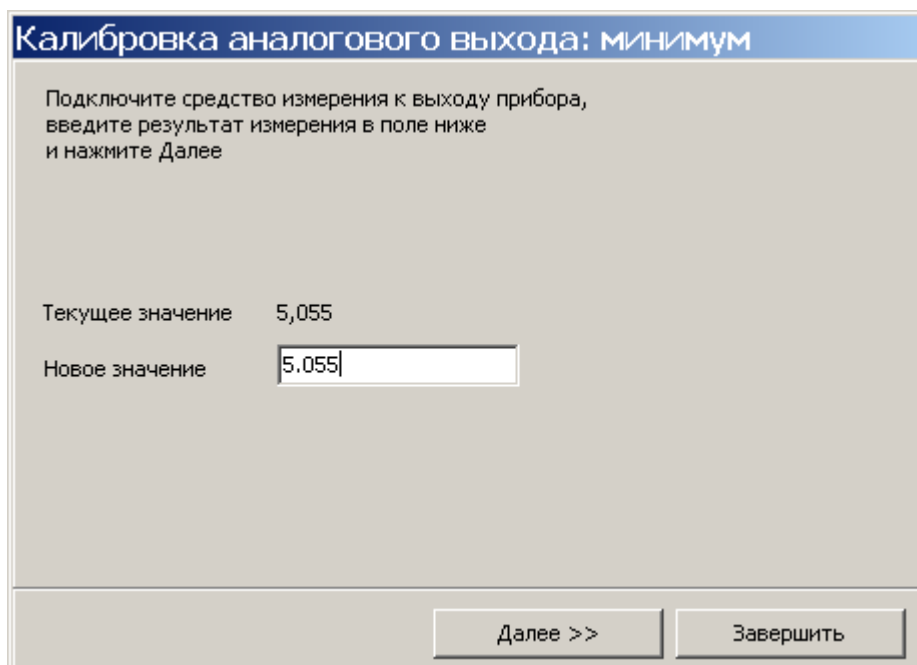 Калибровка аналогового выхода: минимум
Подключите средство измерения к выходу прибора,
введите результат измерения в поле ниже
и нажмите Далее
Текущее значение 5,055
Новое значение 5.055
Далее >> Завершить